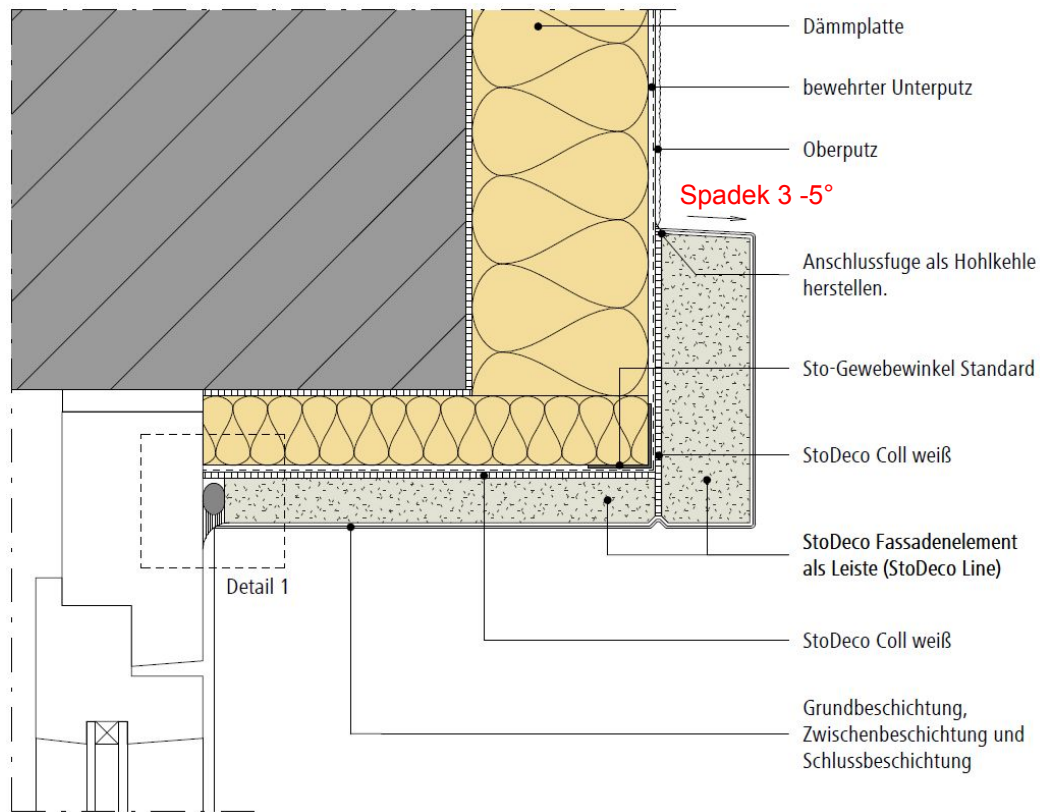 Dämmplatte
bewehrter Unterputz
Oberputz
Spadek 3 -5°
Anschlussfuge als Hohlkehle
herstellen.
Sto-Gewebewinkel Standard
StoDeco Coll weiß
StoDeco Fassadenelement
als Leiste (StoDeco Line)
Detail 1
StoDeco Coll weiß
Grundbeschichtung,
Zwischenbeschichtung und
Schlussbeschichtung